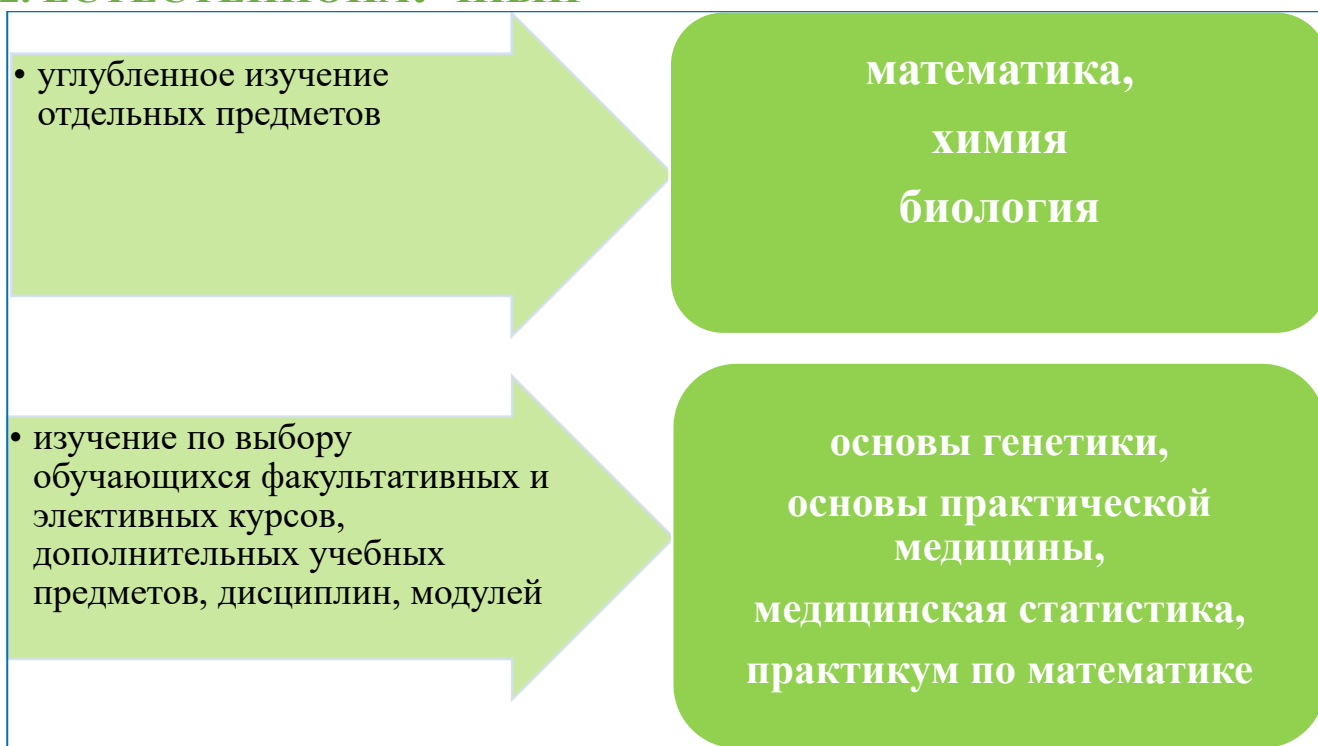 • углубленное изучение
отдельных предметов
математика,
химия
биология
• изучение по выбору
обучающихся факультативных и
элективных курсов,
дополнительных учебных
предметов, дисциплин, модулей
основы генетики,
основы практической
медицины,
медицинская статистика,
практикум по математике